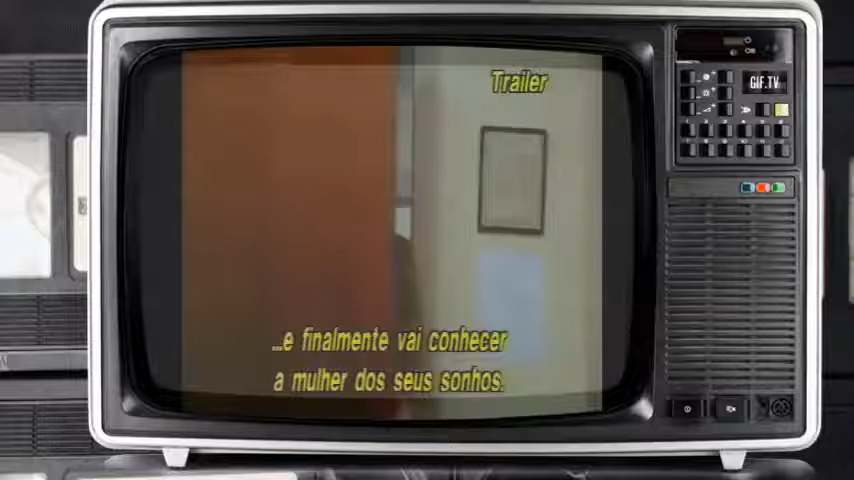 Trailer
GIF.TV
...e finalmente vai conhecer
a mulher dos seus sonhos.